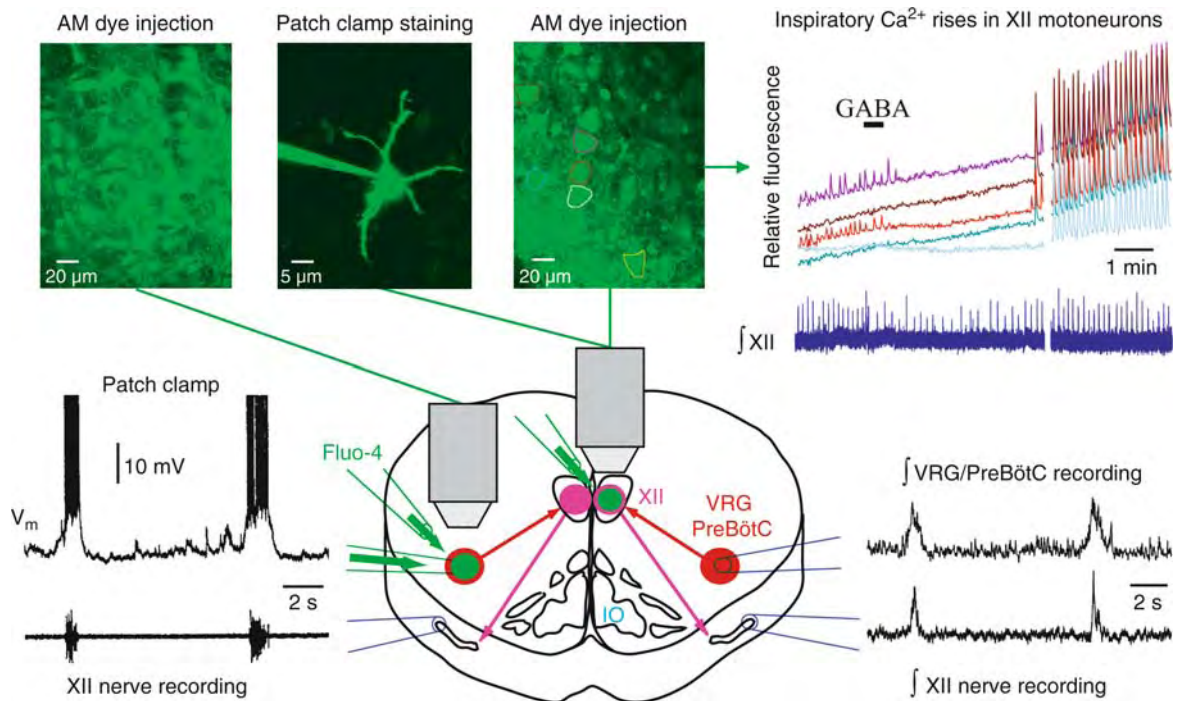 AM dye injection
Patch clamp staining
AM dye injection
Inspiratory Ca²⁺ rises in XII motoneurons
20 µm
5 µm
20 µm
Relative fluorescence
GABA
1 min
∫ XII
Patch clamp
10 mV
Vₘ
2 s
XII nerve recording
Fluo-4
XII
VRG
PreBötC
IO
∫ VRG/PreBötC recording
2 s
∫ XII nerve recording